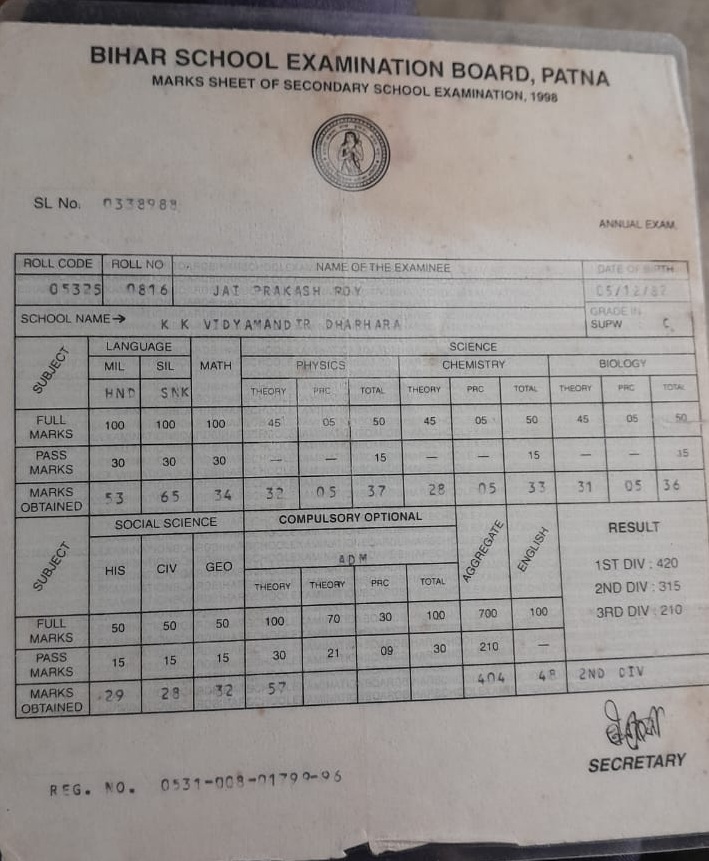 BIHAR SCHOOL EXAMINATION BOARD, PATNA
MARKS SHEET OF SECONDARY SCHOOL EXAMINATION, 1998
SL No. 0338988
ANNUAL EXAM.
ROLL CODE ROLL NO NAME OF THE EXAMINEE DATE OF BIRTH
05325 0816 JAI PRAKASH ROY 05/12/82
SCHOOL NAME→ K K VIDYAMANDIR DHARHARA GRADE IN SUPW C
SUBJECT LANGUAGE MATH SCIENCE
MIL SIL PHYSICS CHEMISTRY BIOLOGY
HND SNK THEORY PRC TOTAL THEORY PRC TOTAL THEORY PRC TOTAL
FULL MARKS 100 100 100 45 05 50 45 05 50 45 05 50
PASS MARKS 30 30 30 — — 15 — — 15 — — 15
MARKS OBTAINED 53 65 34 32 05 37 28 05 33 31 05 36
SUBJECT SOCIAL SCIENCE COMPULSORY OPTIONAL AGGREGATE ENGLISH RESULT
HIS CIV GEO ADM
THEORY THEORY PRC TOTAL
1ST DIV : 420
2ND DIV : 315
3RD DIV : 210
FULL MARKS 50 50 50 100 70 30 100 700 100
PASS MARKS 15 15 15 30 21 09 30 210 —
MARKS OBTAINED 29 28 32 57 404 48 2ND DIV
SECRETARY
REG. NO. 0531-008-01799-96